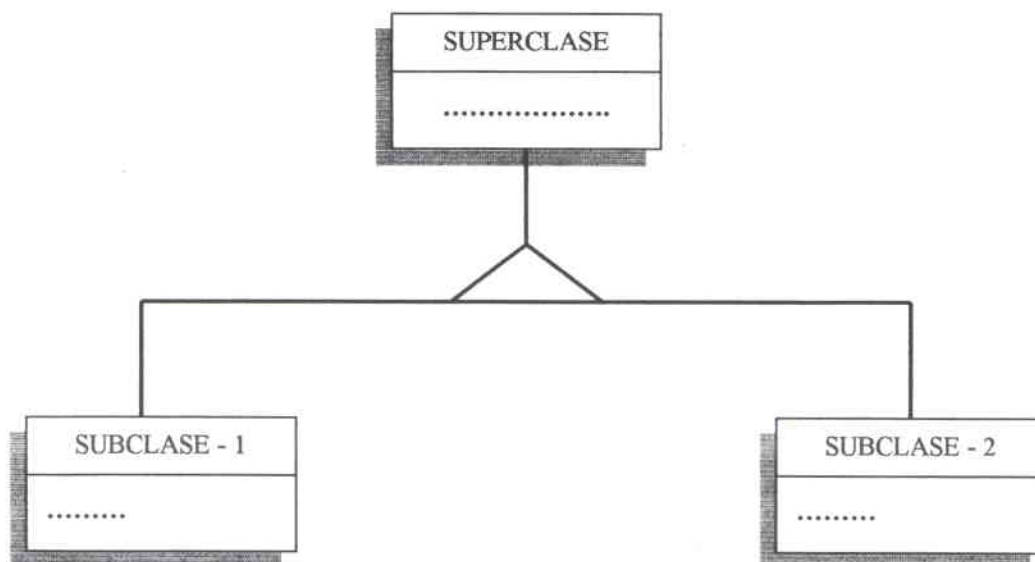 SUPERCLASE
...................
SUBCLASE - 1
.........
SUBCLASE - 2
.........